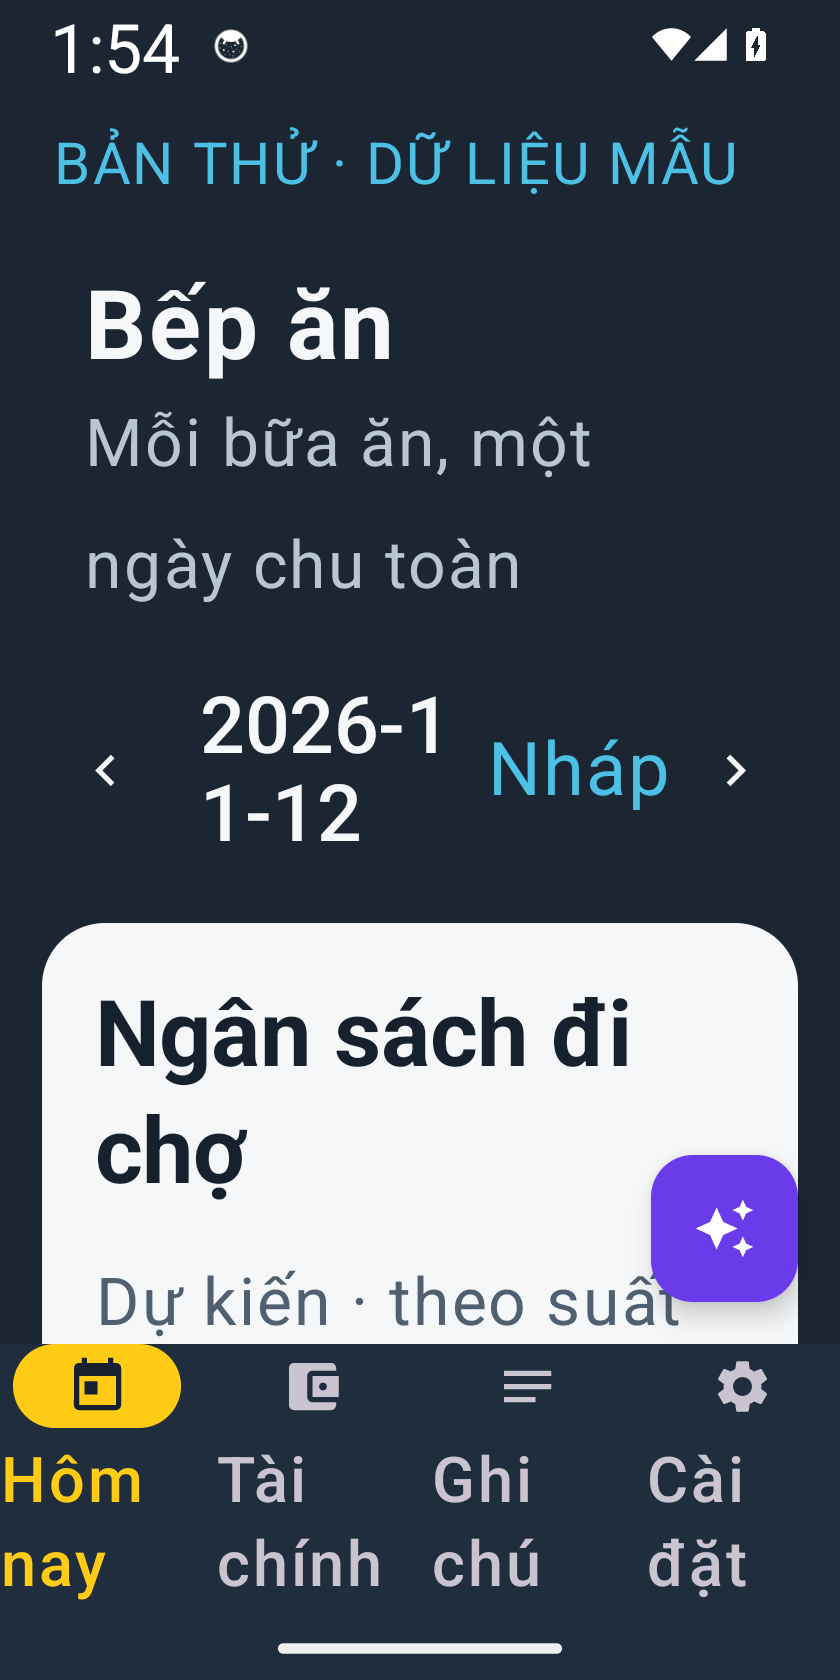 1:54
BẢN THỬ · DỮ LIỆU MẪU
Bếp ăn
Mỗi bữa ăn, một
ngày chu toàn
2026-1
1-12
Nháp
Ngân sách đi
chợ
Dự kiến · theo suất
Hôm
nay
Tài
chính
Ghi
chú
Cài
đặt